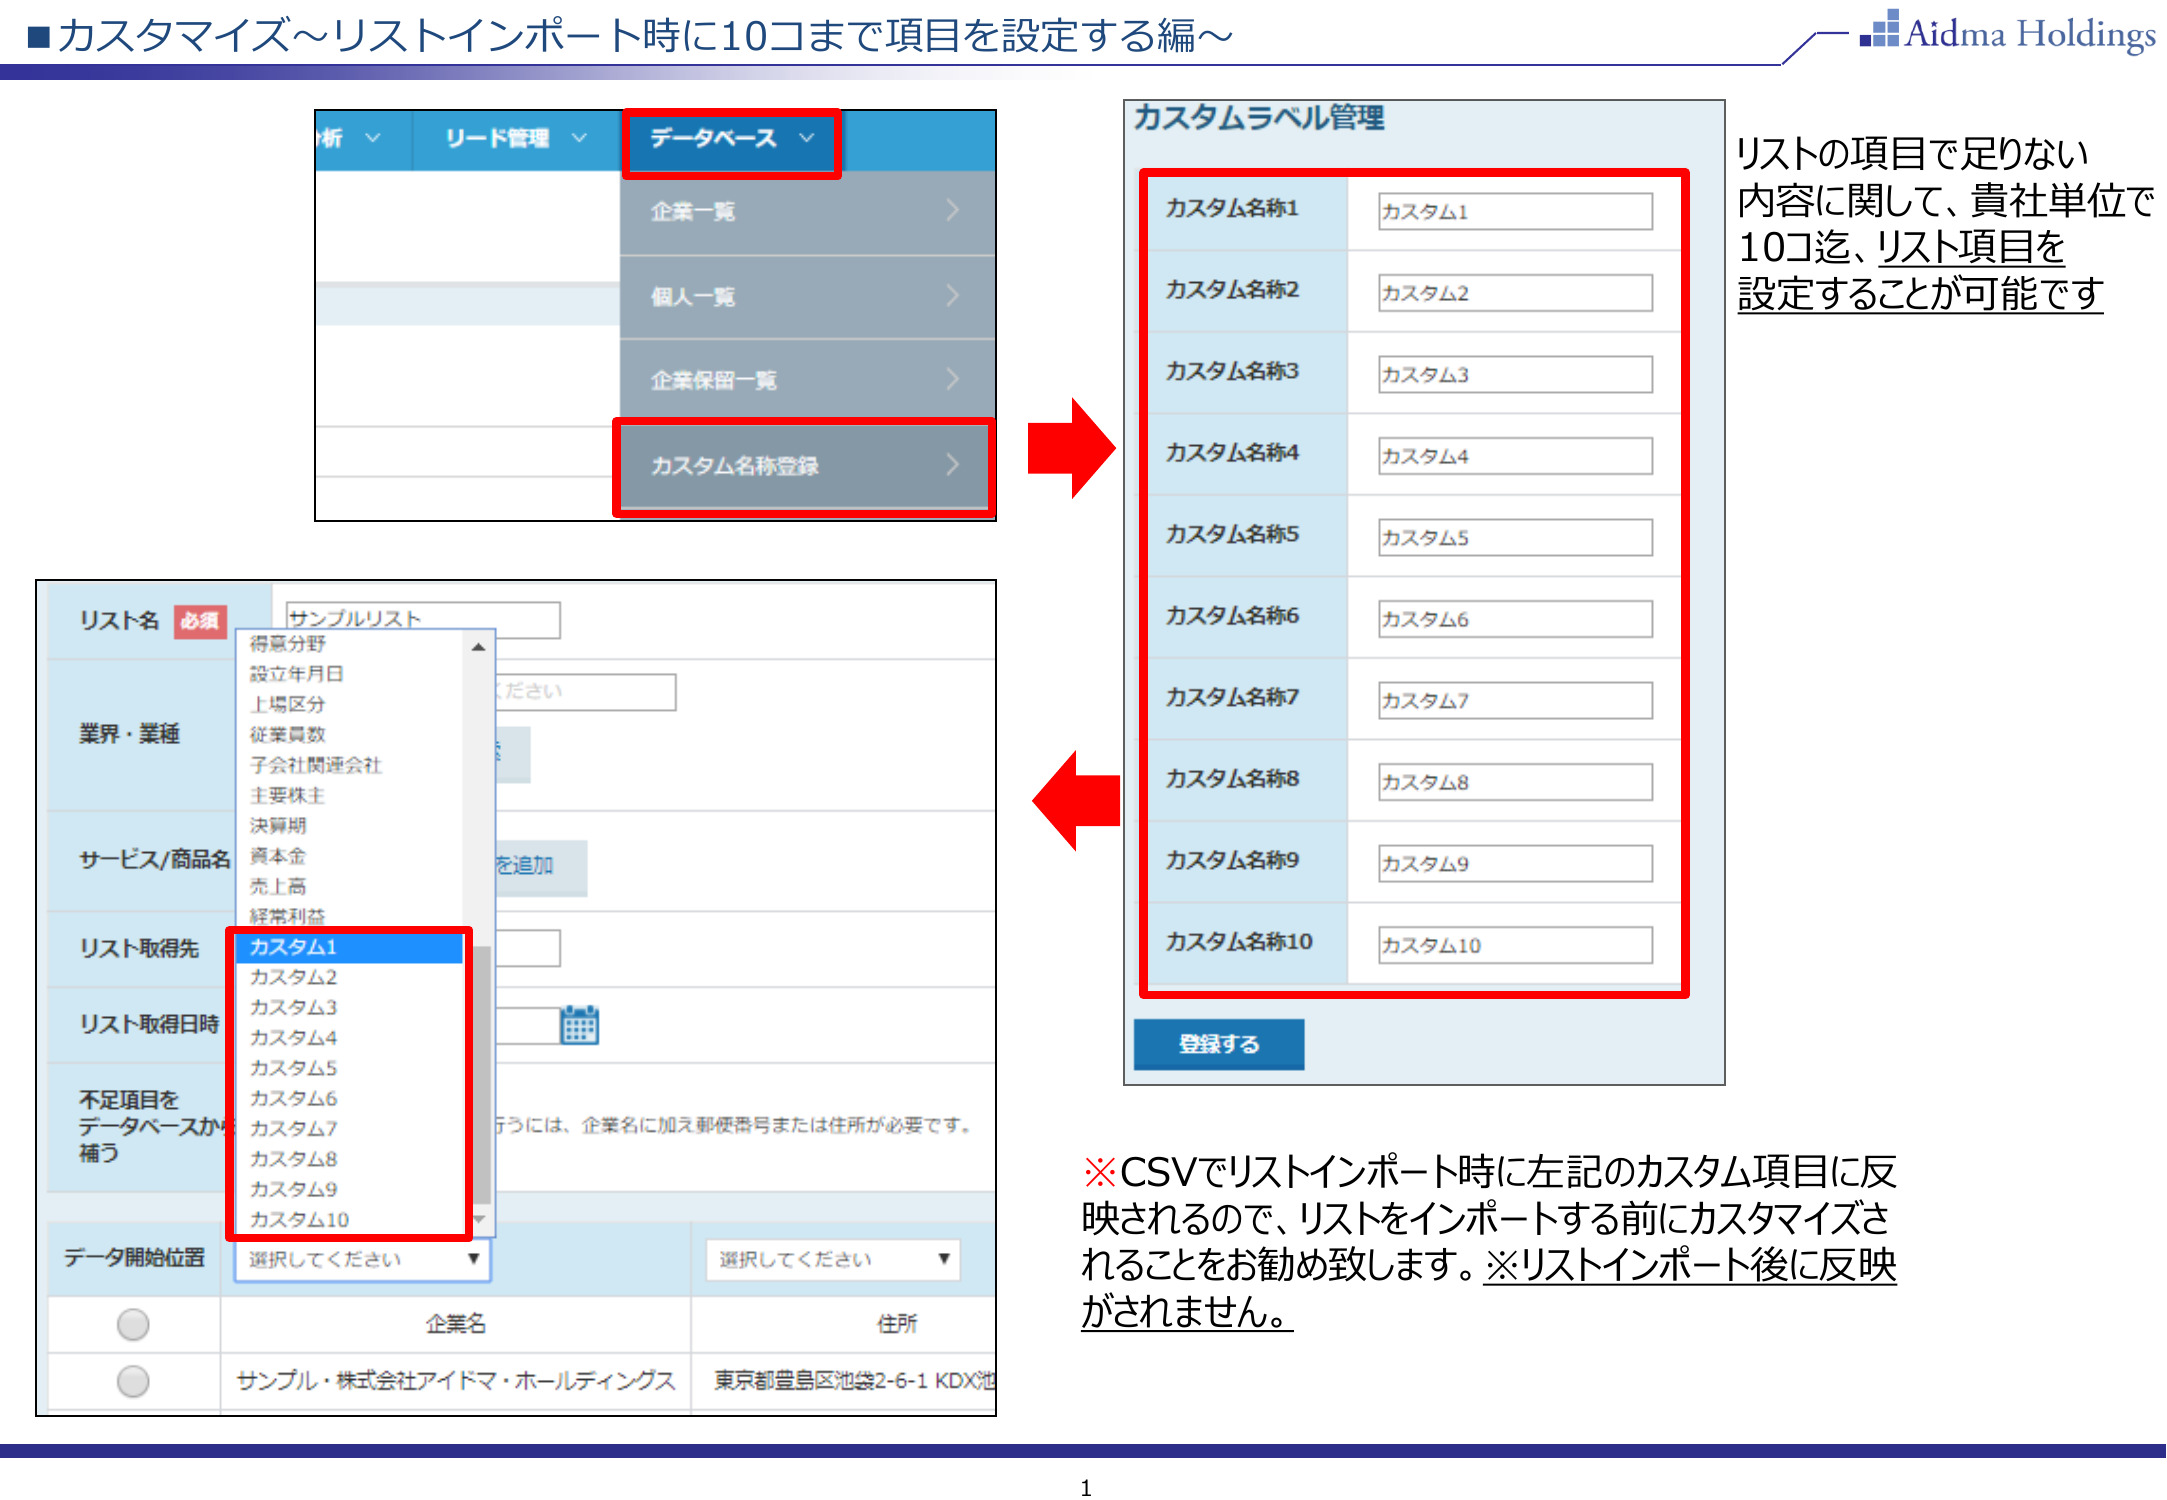 ■カスタマイズ～リストインポート時に10コまで項目を設定する編～
Aidma Holdings
析
リード管理
データベース
企業一覧
個人一覧
企業保留一覧
カスタム名称登録
カスタムラベル管理
カスタム名称1 カスタム1
カスタム名称2 カスタム2
カスタム名称3 カスタム3
カスタム名称4 カスタム4
カスタム名称5 カスタム5
カスタム名称6 カスタム6
カスタム名称7 カスタム7
カスタム名称8 カスタム8
カスタム名称9 カスタム9
カスタム名称10 カスタム10
登録する
リストの項目で足りない
内容に関して、貴社単位で
10コ迄、リスト項目を
設定することが可能です
リスト名 必須 サンプルリスト
業界・業種
ください
サービス/商品名
を追加
リスト取得先
リスト取得日時
不足項目を
データベースから
補う
行うには、企業名に加え郵便番号または住所が必要です。
得意分野
設立年月日
上場区分
従業員数
子会社関連会社
主要株主
決算期
資本金
売上高
経常利益
カスタム1
カスタム2
カスタム3
カスタム4
カスタム5
カスタム6
カスタム7
カスタム8
カスタム9
カスタム10
データ開始位置 選択してください ▼ 選択してください ▼
企業名 住所
サンプル・株式会社アイドマ・ホールディングス 東京都豊島区池袋2-6-1 KDX池
※CSVでリストインポート時に左記のカスタム項目に反
映されるので、リストをインポートする前にカスタマイズさ
れることをお勧め致します。※リストインポート後に反映
がされません。
1